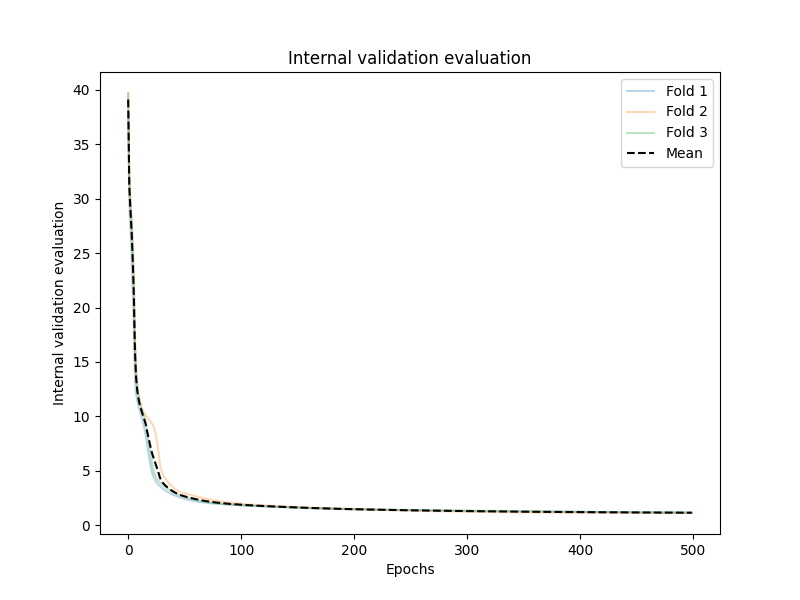 Internal validation evaluation
Fold 1
Fold 2
Fold 3
Mean
Internal validation evaluation
40
35
30
25
20
15
10
5
0
0 100 200 300 400 500
Epochs